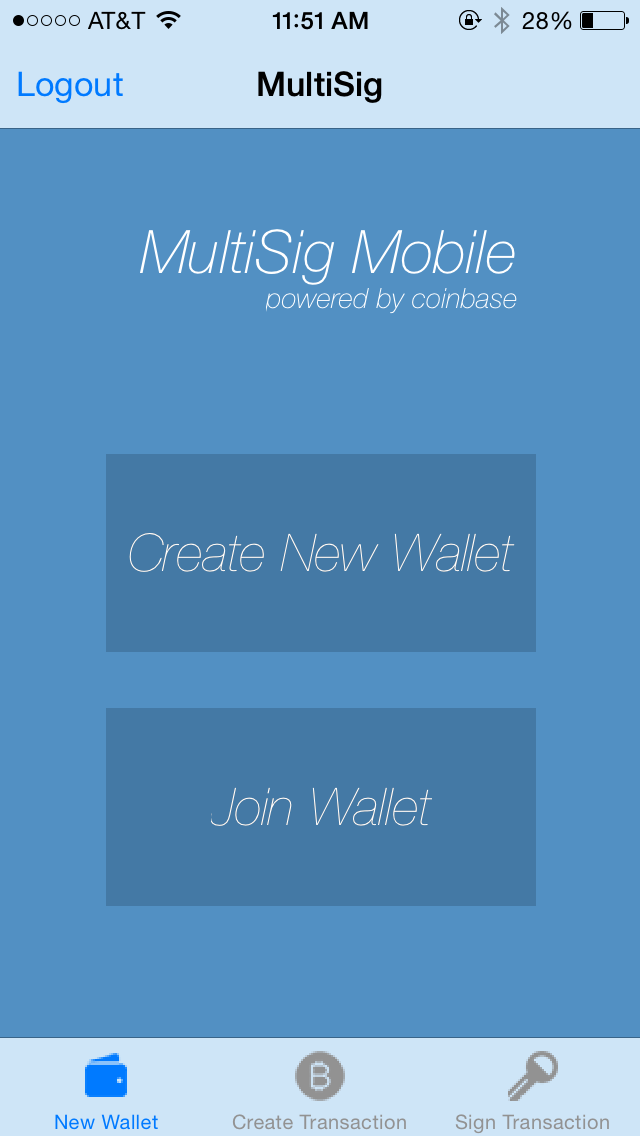 AT&T 11:51 AM 28%
Logout MultiSig
MultiSig Mobile
powered by coinbase
Create New Wallet
Join Wallet
New Wallet Create Transaction Sign Transaction